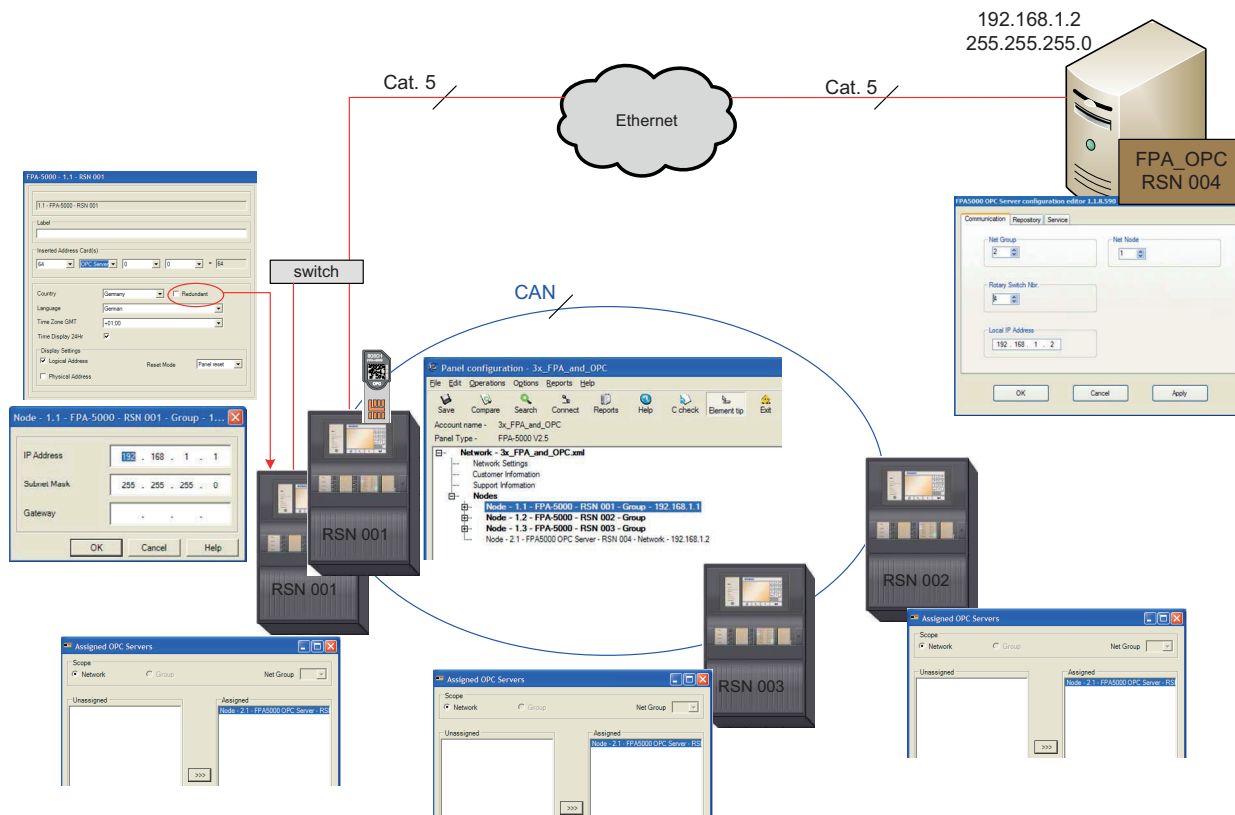 192.168.1.2
255.255.255.0
Cat. 5
Ethernet
Cat. 5
FPA_OPC
RSN 004
FPA-5000 - 1.1 - RSN 001
1.1 - FPA-5000 - RSN 001
Label
Inserted Address Card(s)
64 OPC Server 0 0 = 64
Country Germany Redundant
Language German
Time Zone GMT +01:00
Time Display 24Hr
Display Settings
Logical Address
Reset Mode Panel reset
Physical Address
switch
CAN
FPA5000 OPC Server configuration editor 1.1.8.590
Communication Repository Service
Net Group
2
Net Node
1
Rotary Switch Nbr.
4
Local IP Address
192 . 168 . 1 . 2
OK Cancel Apply
Node - 1.1 - FPA-5000 - RSN 001 - Group - 1...
IP Address 192 . 168 . 1 . 1
Subnet Mask 255 . 255 . 255 . 0
Gateway . . .
OK Cancel Help
BOSCH
RSN 001
RSN 001
Panel configuration - 3x_FPA_and_OPC
File Edit Operations Options Reports Help
Save Compare Search Connect Reports Help C check Element tip Exit
Account name - 3x_FPA_and_OPC
Panel Type - FPA-5000 V2.5
Network - 3x_FPA_and_OPC.xml
Network Settings
Customer Information
Support Information
Nodes
Node - 1.1 - FPA-5000 - RSN 001 - Group - 192.168.1.1
Node - 1.2 - FPA-5000 - RSN 002 - Group
Node - 1.3 - FPA-5000 - RSN 003 - Group
Node - 2.1 - FPA5000 OPC Server - RSN 004 - Network - 192.168.1.2
RSN 002
RSN 003
Assigned OPC Servers
Scope
Network Group Net Group
Unassigned Assigned
Node - 2.1 - FPA5000 OPC Server - RS
>>>
Assigned OPC Servers
Scope
Network Group Net Group
Unassigned Assigned
Node - 2.1 - FPA5000 OPC Server - RS
>>>
Assigned OPC Servers
Scope
Network Group Net Group
Unassigned Assigned
Node - 2.1 - FPA5000 OPC Server - RS
>>>